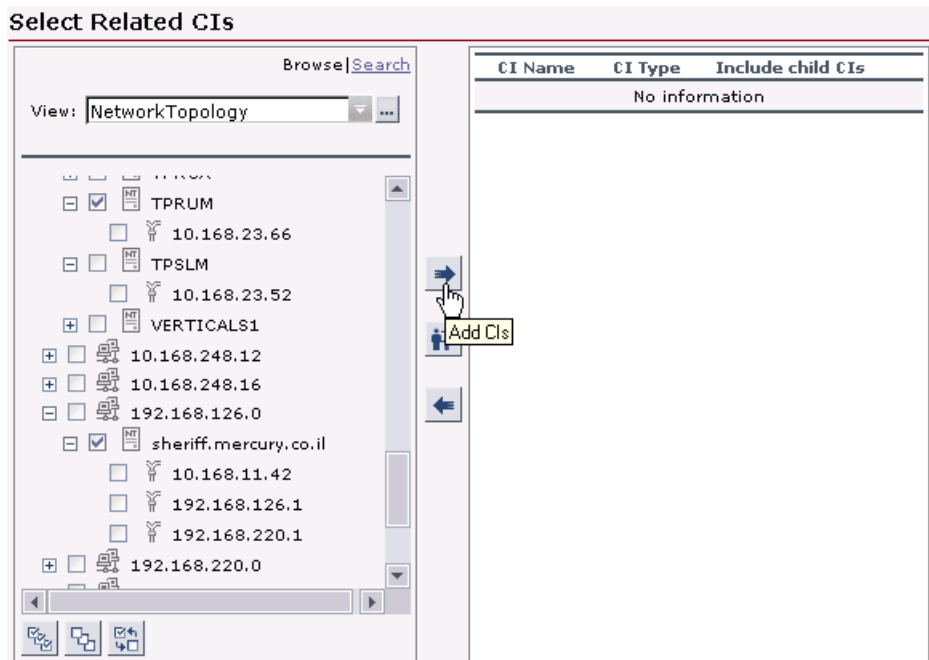 Select Related CIs
Browse|Search
View: NetworkTopology ...
TPRUM
10.168.23.66
TPSLM
10.168.23.52
VERTICALS1
10.168.248.12
10.168.248.16
192.168.126.0
sheriff.mercury.co.il
10.168.11.42
192.168.126.1
192.168.220.1
192.168.220.0
CI Name CI Type Include child CIs
No information
Add CIs